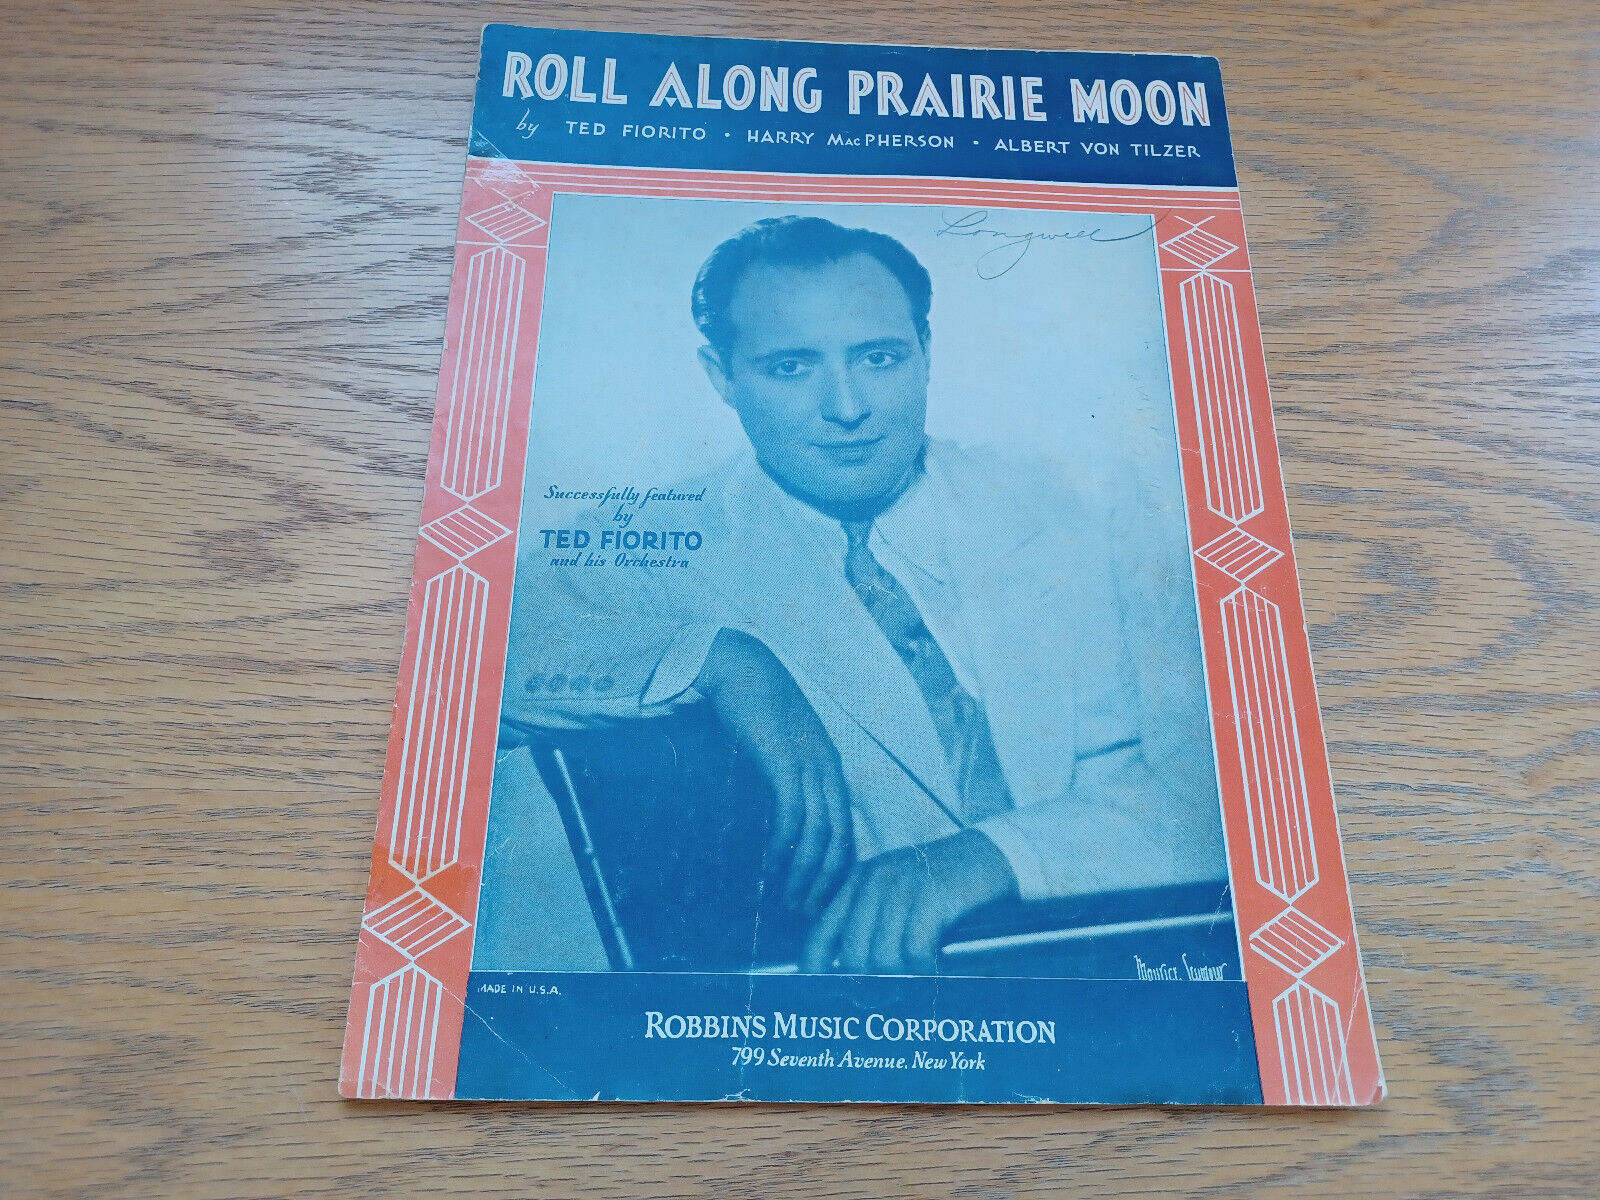 ROLL ALONG PRAIRIE MOON
by TED FIORITO • HARRY MacPHERSON • ALBERT VON TILZER
Longwell
Successfully featured
by
TED FIORITO
and his Orchestra
Maurice Seymour
MADE IN U.S.A.
ROBBINS MUSIC CORPORATION
799 Seventh Avenue, New York